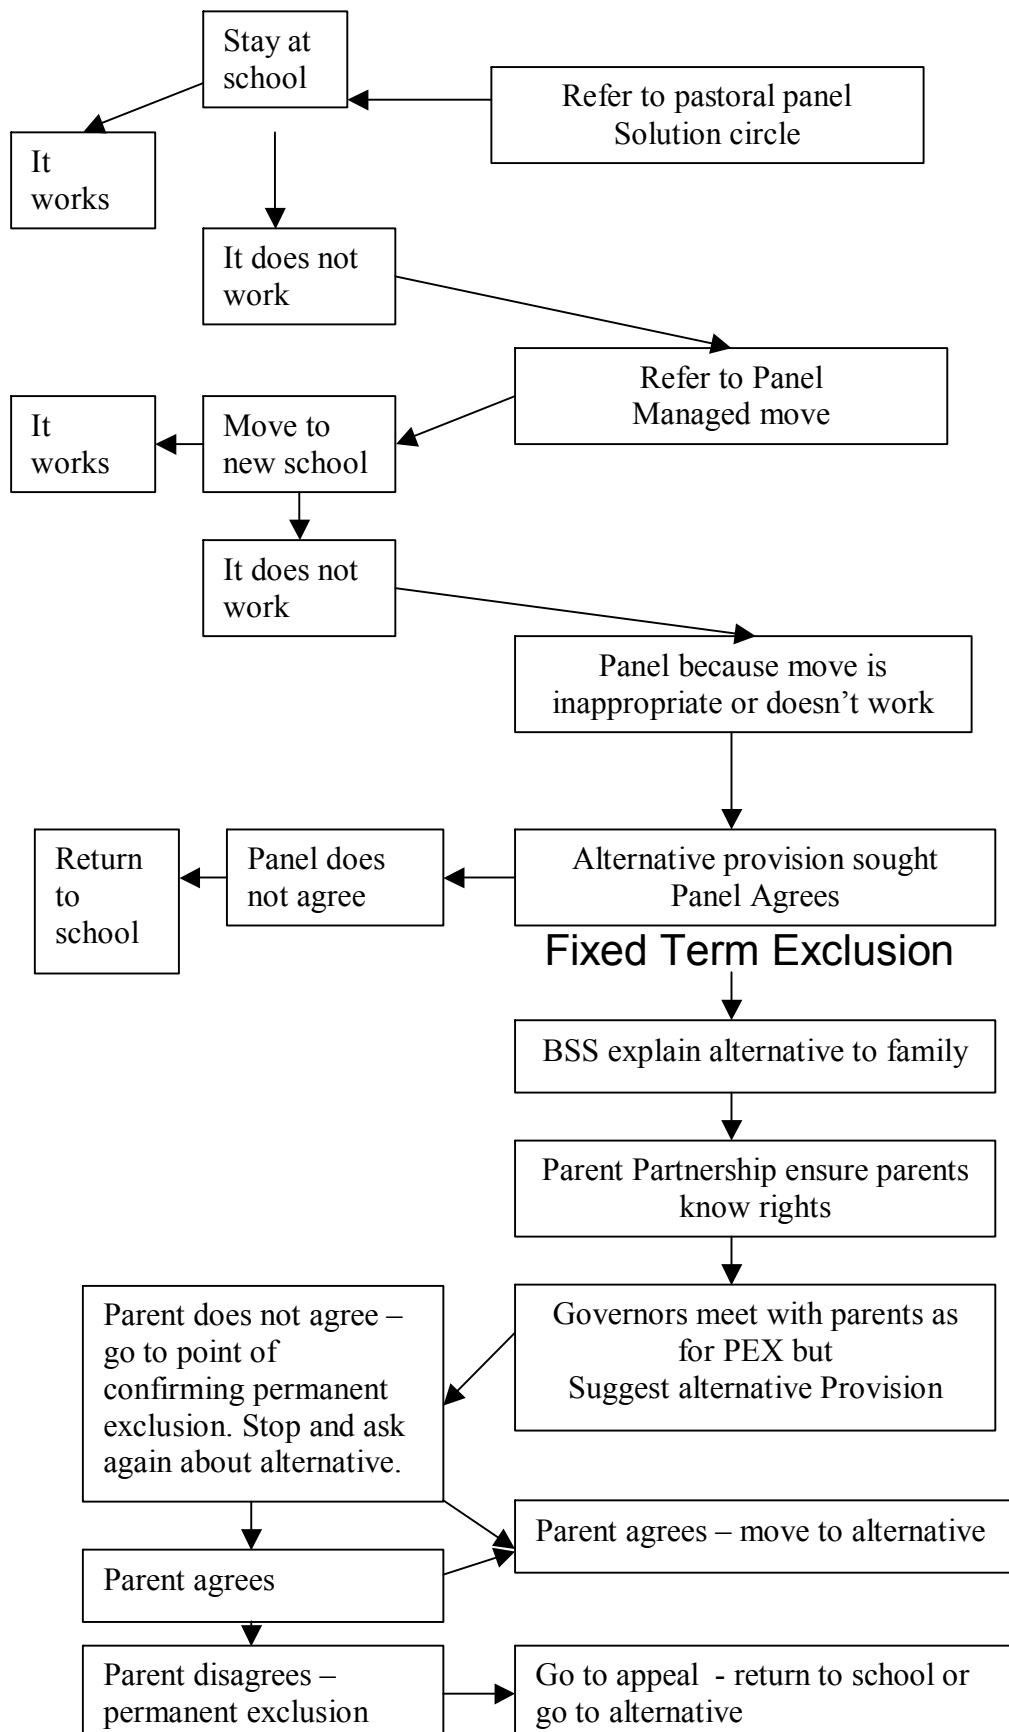 Stay at
school
Refer to pastoral panel
Solution circle
It
works
It does not
work
Refer to Panel
Managed move
It
works
Move to
new school
It does not
work
Panel because move is
inappropriate or doesn’t work
Return
to
school
Panel does
not agree
Alternative provision sought
Panel Agrees
Fixed Term Exclusion
BSS explain alternative to family
Parent Partnership ensure parents
know rights
Parent does not agree –
go to point of
confirming permanent
exclusion. Stop and ask
again about alternative.
Governors meet with parents as
for PEX but
Suggest alternative Provision
Parent agrees – move to alternative
Parent agrees
Parent disagrees –
permanent exclusion
Go to appeal - return to school or
go to alternative